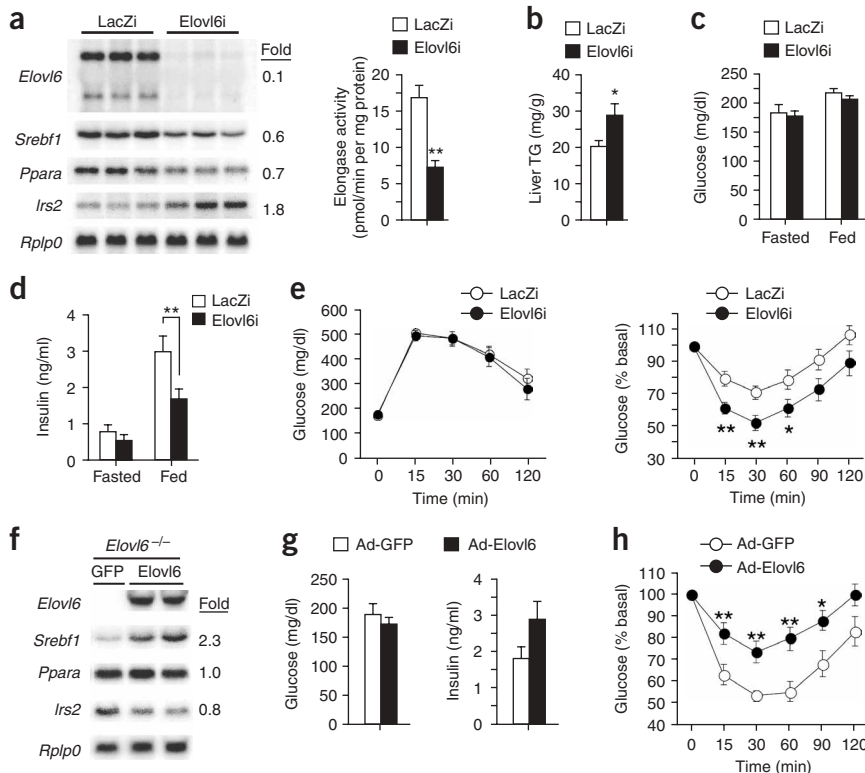 a
LacZi Elovl6i
Fold
Elovl6 0.1
Srebf1 0.6
Ppara 0.7
Irs2 1.8
Rplp0
LacZi
Elovl6i
Elongase activity
(pmol/min per mg protein)
20
15
10
5
0
**
b
LacZi
Elovl6i
Liver TG (mg/g)
40
30
20
10
0
*
c
LacZi
Elovl6i
Glucose (mg/dl)
250
200
150
100
50
0
Fasted Fed
d
LacZi
Elovl6i
Insulin (ng/ml)
4
3
2
1
0
**
Fasted Fed
e
LacZi
Elovl6i
Glucose (mg/dl)
600
500
400
300
200
100
0
0 15 30 60 120
Time (min)
LacZi
Elovl6i
Glucose (% basal)
110
90
70
50
30
** ** *
0 15 30 60 90 120
Time (min)
f
Elovl6 –/–
GFP Elovl6
Elovl6 Fold
Srebf1 2.3
Ppara 1.0
Irs2 0.8
Rplp0
g
Ad-GFP Ad-Elovl6
Glucose (mg/dl)
250
200
150
100
50
0
Insulin (ng/ml)
4
3
2
1
0
h
Ad-GFP
Ad-Elovl6
Glucose (% basal)
100
90
80
70
60
50
40
** ** ** *
0 15 30 60 90 120
Time (min)